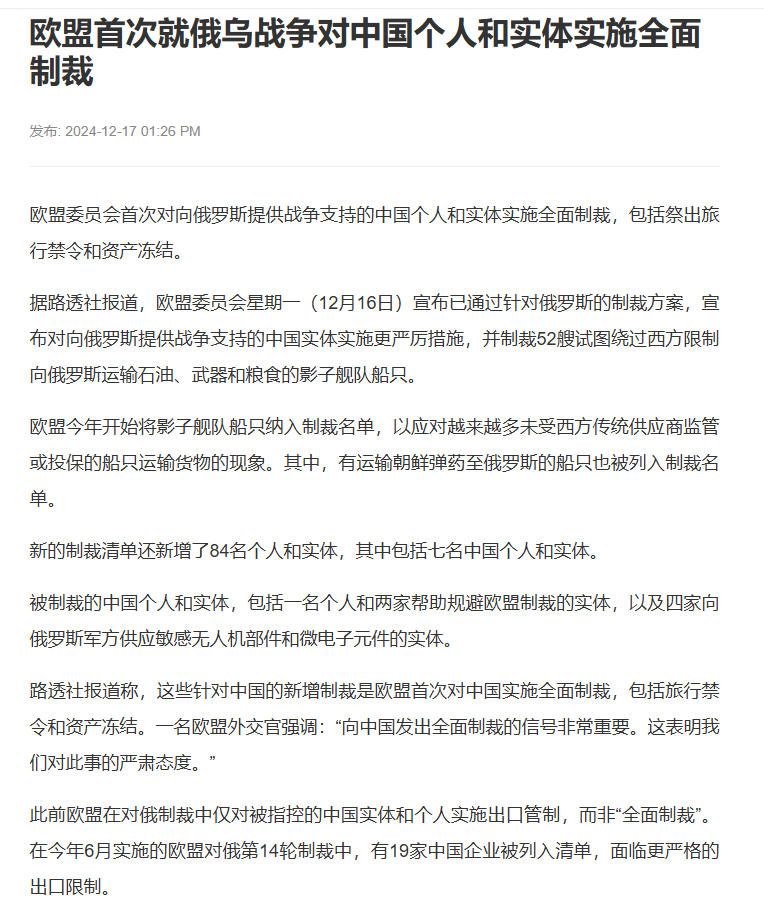 欧盟首次就俄乌战争对中国个人和实体实施全面
制裁
发布: 2024-12-17 01:26 PM
欧盟委员会首次对向俄罗斯提供战争支持的中国个人和实体实施全面制裁，包括祭出旅
行禁令和资产冻结。
据路透社报道，欧盟委员会星期一（12月16日）宣布已通过针对俄罗斯的制裁方案，宣
布对向俄罗斯提供战争支持的中国实体实施更严厉措施，并制裁52艘试图绕过西方限制
向俄罗斯运输石油、武器和粮食的影子舰队船只。
欧盟今年开始将影子舰队船只纳入制裁名单，以应对越来越多未受西方传统供应商监管
或投保的船只运输货物的现象。其中，有运输朝鲜弹药至俄罗斯的船只也被列入制裁名
单。
新的制裁清单还新增了84名个人和实体，其中包括七名中国个人和实体。
被制裁的中国个人和实体，包括一名个人和两家帮助规避欧盟制裁的实体，以及四家向
俄罗斯军方供应敏感无人机部件和微电子元件的实体。
路透社报道称，这些针对中国的新增制裁是欧盟首次对中国实施全面制裁，包括旅行禁
令和资产冻结。一名欧盟外交官强调：“向中国发出全面制裁的信号非常重要。这表明我
们对此事的严肃态度。”
此前欧盟在对俄制裁中仅对被指控的中国实体和个人实施出口管制，而非“全面制裁”。
在今年6月实施的欧盟对俄第14轮制裁中，有19家中国企业被列入清单，面临更严格的
出口限制。